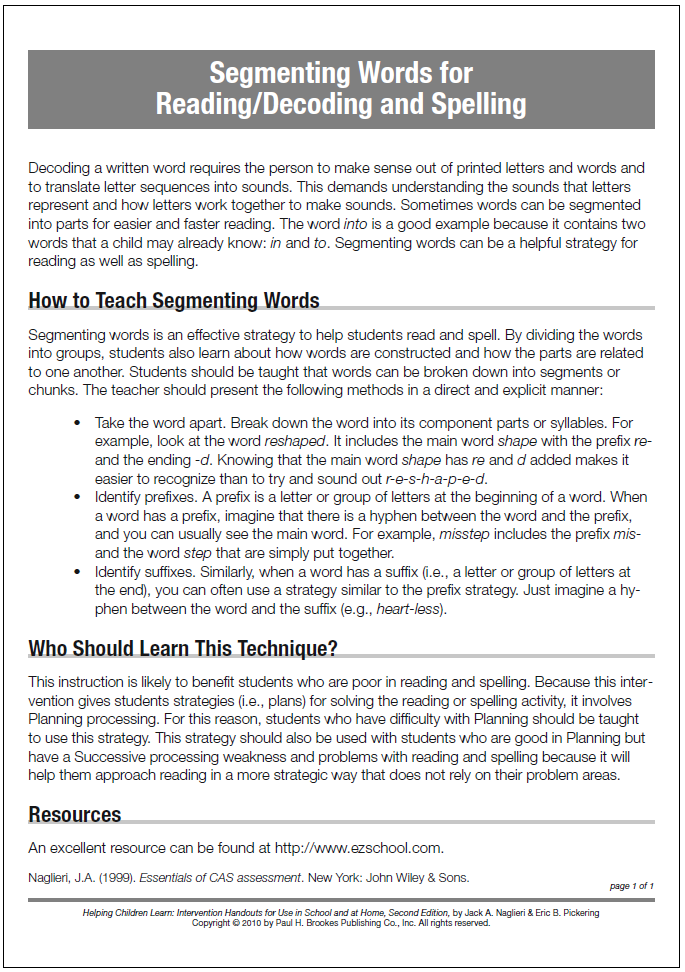 Segmenting Words for
Reading/Decoding and Spelling
Decoding a written word requires the person to make sense out of printed letters and words and
to translate letter sequences into sounds. This demands understanding the sounds that letters
represent and how letters work together to make sounds. Sometimes words can be segmented
into parts for easier and faster reading. The word into is a good example because it contains two
words that a child may already know: in and to. Segmenting words can be a helpful strategy for
reading as well as spelling.
How to Teach Segmenting Words
Segmenting words is an effective strategy to help students read and spell. By dividing the words
into groups, students also learn about how words are constructed and how the parts are related
to one another. Students should be taught that words can be broken down into segments or
chunks. The teacher should present the following methods in a direct and explicit manner:
• Take the word apart. Break down the word into its component parts or syllables. For
example, look at the word reshaped. It includes the main word shape with the prefix re-
and the ending -d. Knowing that the main word shape has re and d added makes it
easier to recognize than to try and sound out r-e-s-h-a-p-e-d.
• Identify prefixes. A prefix is a letter or group of letters at the beginning of a word. When
a word has a prefix, imagine that there is a hyphen between the word and the prefix,
and you can usually see the main word. For example, misstep includes the prefix mis-
and the word step that are simply put together.
• Identify suffixes. Similarly, when a word has a suffix (i.e., a letter or group of letters at
the end), you can often use a strategy similar to the prefix strategy. Just imagine a hy-
phen between the word and the suffix (e.g., heart-less).
Who Should Learn This Technique?
This instruction is likely to benefit students who are poor in reading and spelling. Because this inter-
vention gives students strategies (i.e., plans) for solving the reading or spelling activity, it involves
Planning processing. For this reason, students who have difficulty with Planning should be taught
to use this strategy. This strategy should also be used with students who are good in Planning but
have a Successive processing weakness and problems with reading and spelling because it will
help them approach reading in a more strategic way that does not rely on their problem areas.
Resources
An excellent resource can be found at http://www.ezschool.com.
Naglieri, J.A. (1999). Essentials of CAS assessment. New York: John Wiley & Sons.
page 1 of 1
Helping Children Learn: Intervention Handouts for Use in School and at Home, Second Edition, by Jack A. Naglieri & Eric B. Pickering
Copyright © 2010 by Paul H. Brookes Publishing Co., Inc. All rights reserved.